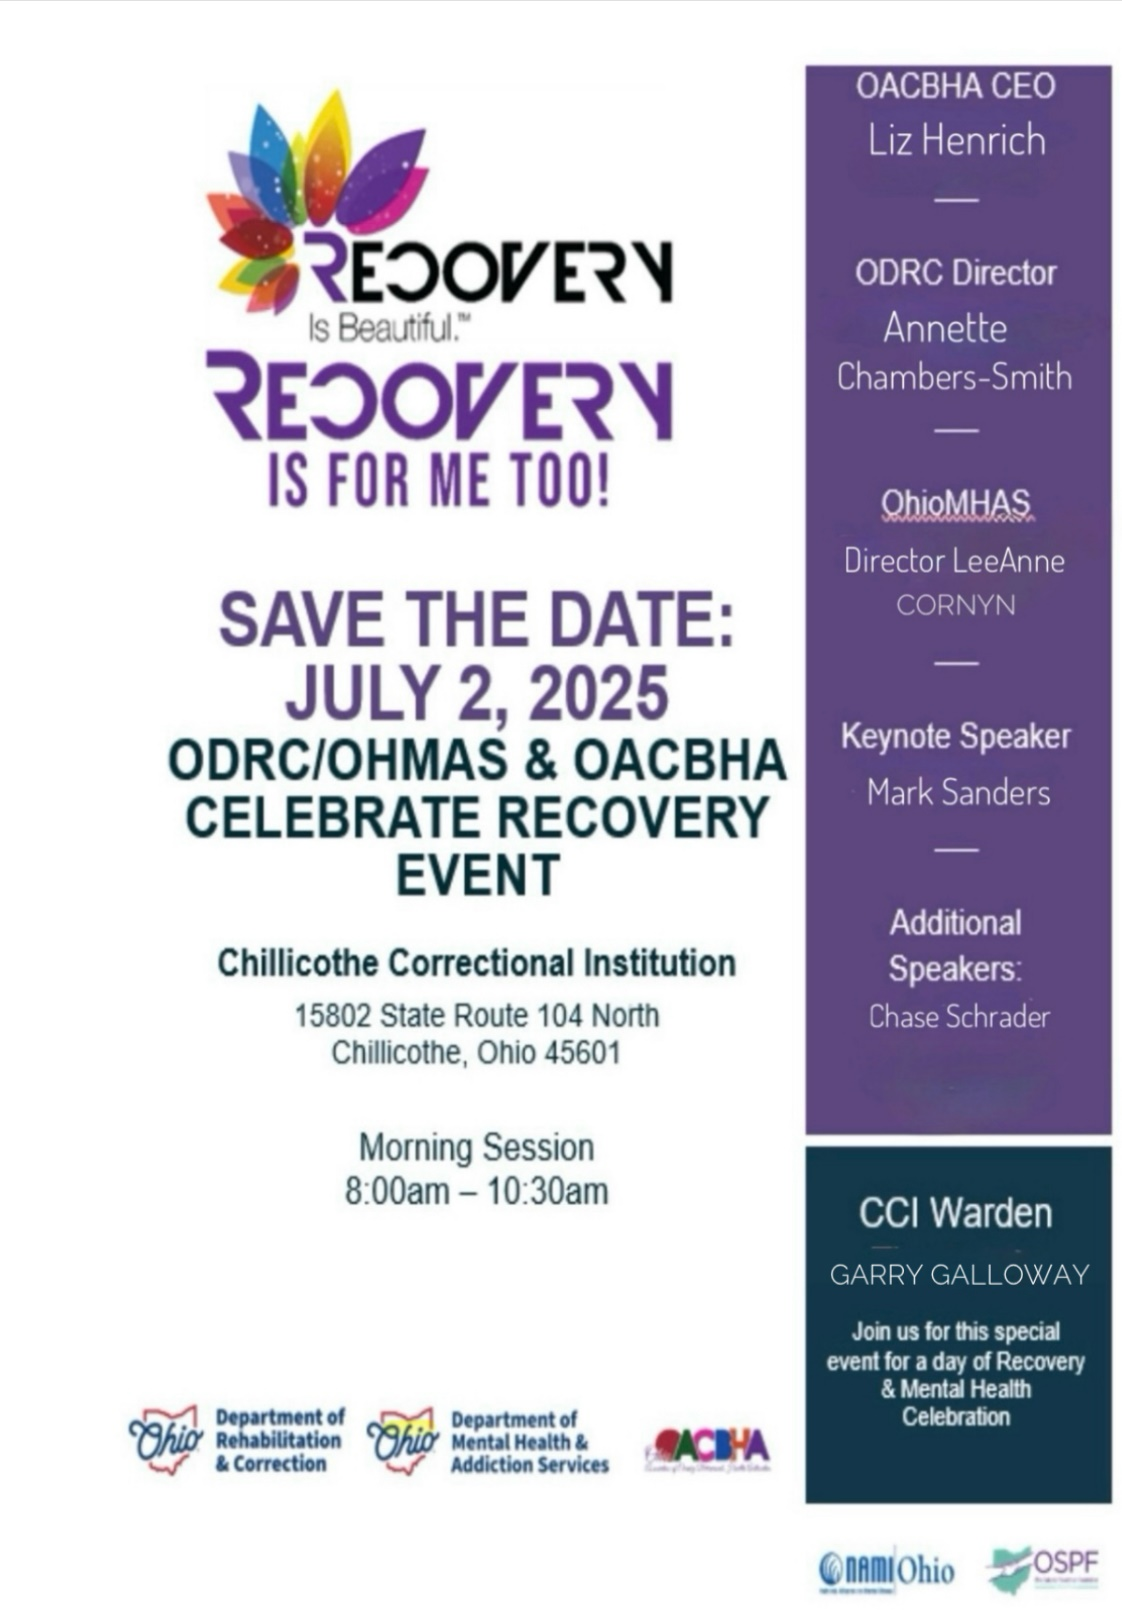 RECOVERY
Is Beautiful.™
RECOVERY
IS FOR ME TOO!
SAVE THE DATE:
JULY 2, 2025
ODRC/OHMAS & OACBHA
CELEBRATE RECOVERY
EVENT
Chillicothe Correctional Institution
15802 State Route 104 North
Chillicothe, Ohio 45601
Morning Session
8:00am – 10:30am
Ohio
Department of
Rehabilitation
& Correction
Ohio
Department of
Mental Health &
Addiction Services
OACBHA
OACBHA CEO
Liz Henrich
ODRC Director
Annette
Chambers-Smith
OhioMHAS
Director LeeAnne
CORNYN
Keynote Speaker
Mark Sanders
Additional
Speakers:
Chase Schrader
CCI Warden
GARRY GALLOWAY
Join us for this special
event for a day of Recovery
& Mental Health
Celebration
NAMI Ohio
OSPF